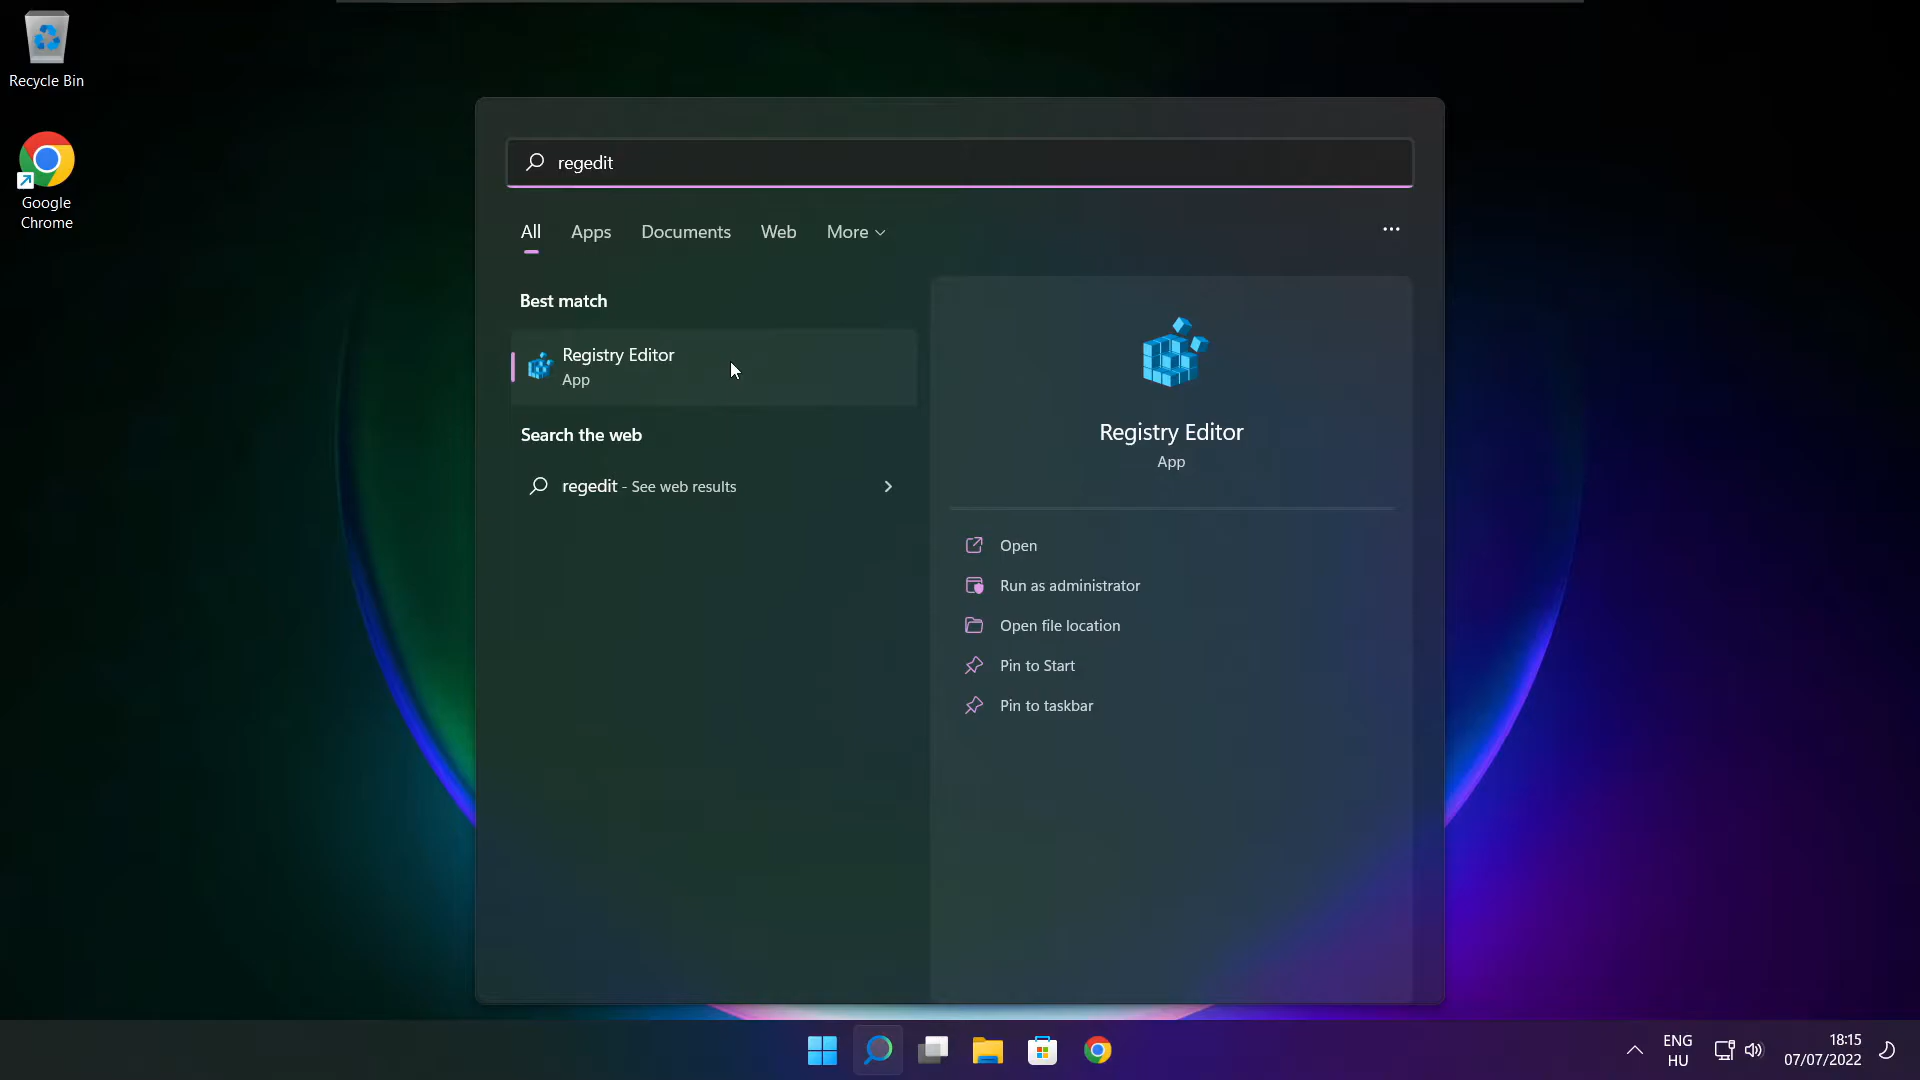 Recycle Bin
Google
Chrome
regedit
All Apps Documents Web More
Best match
Registry Editor
App
Search the web
regedit - See web results
Registry Editor
App
Open
Run as administrator
Open file location
Pin to Start
Pin to taskbar
ENG
HU
18:15
07/07/2022